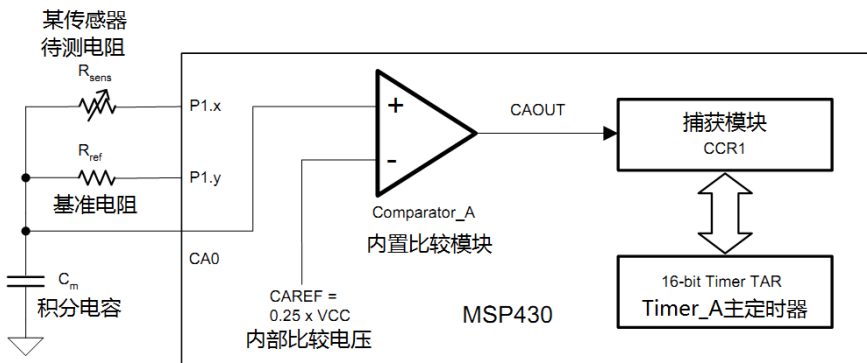 某传感器
待测电阻
Rsens
P1.x
Rref
P1.y
基准电阻
CA0
Cm
积分电容
+
-
Comparator_A
内置比较模块
CAREF =
0.25 x VCC
内部比较电压
CAOUT
捕获模块
CCR1
16-bit Timer TAR
Timer_A主定时器
MSP430